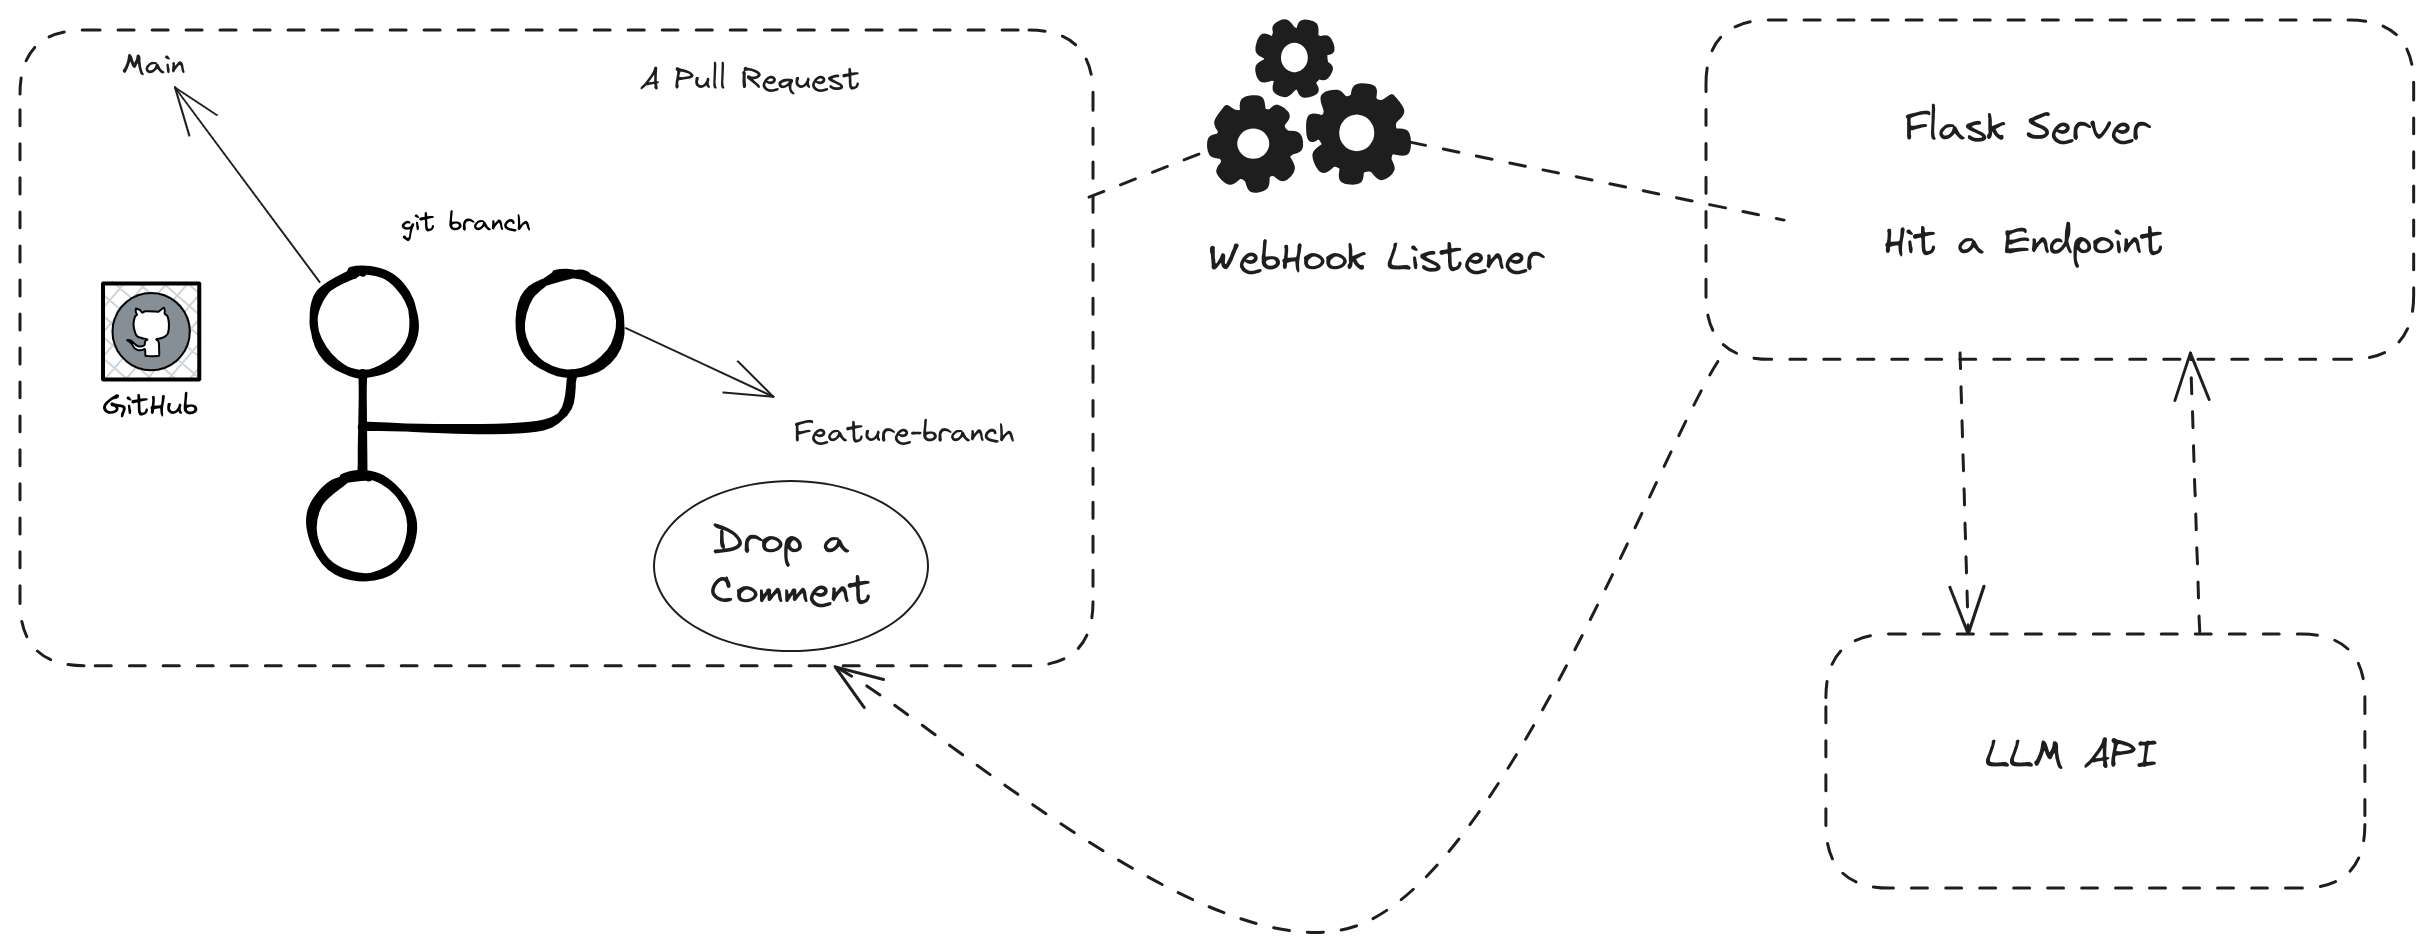 Main
A Pull Request
git branch
GitHub
Feature-branch
Drop a
Comment
WebHook Listener
Flask Server
Hit a Endpoint
LLM API